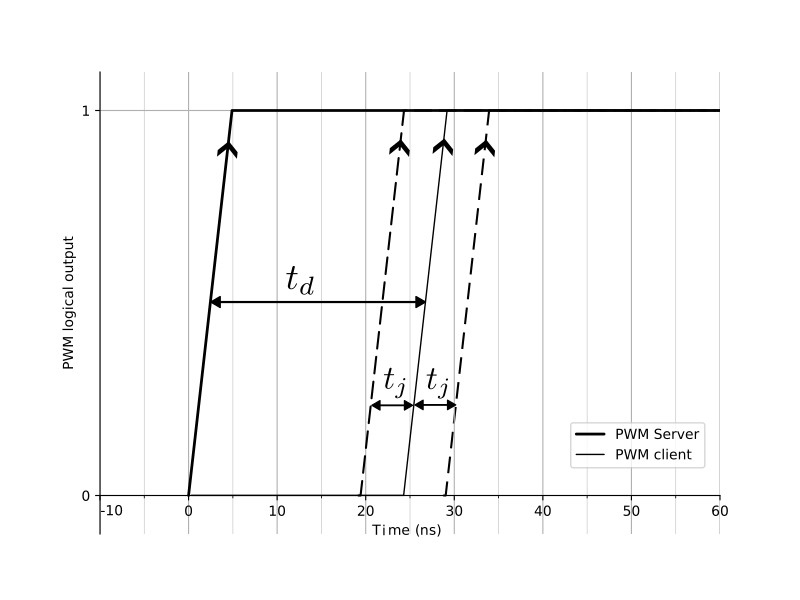 1
t_d
PWM logical output
t_j t_j
PWM Server
PWM client
0
-10 0 10 20 30 40 50 60
Time (ns)